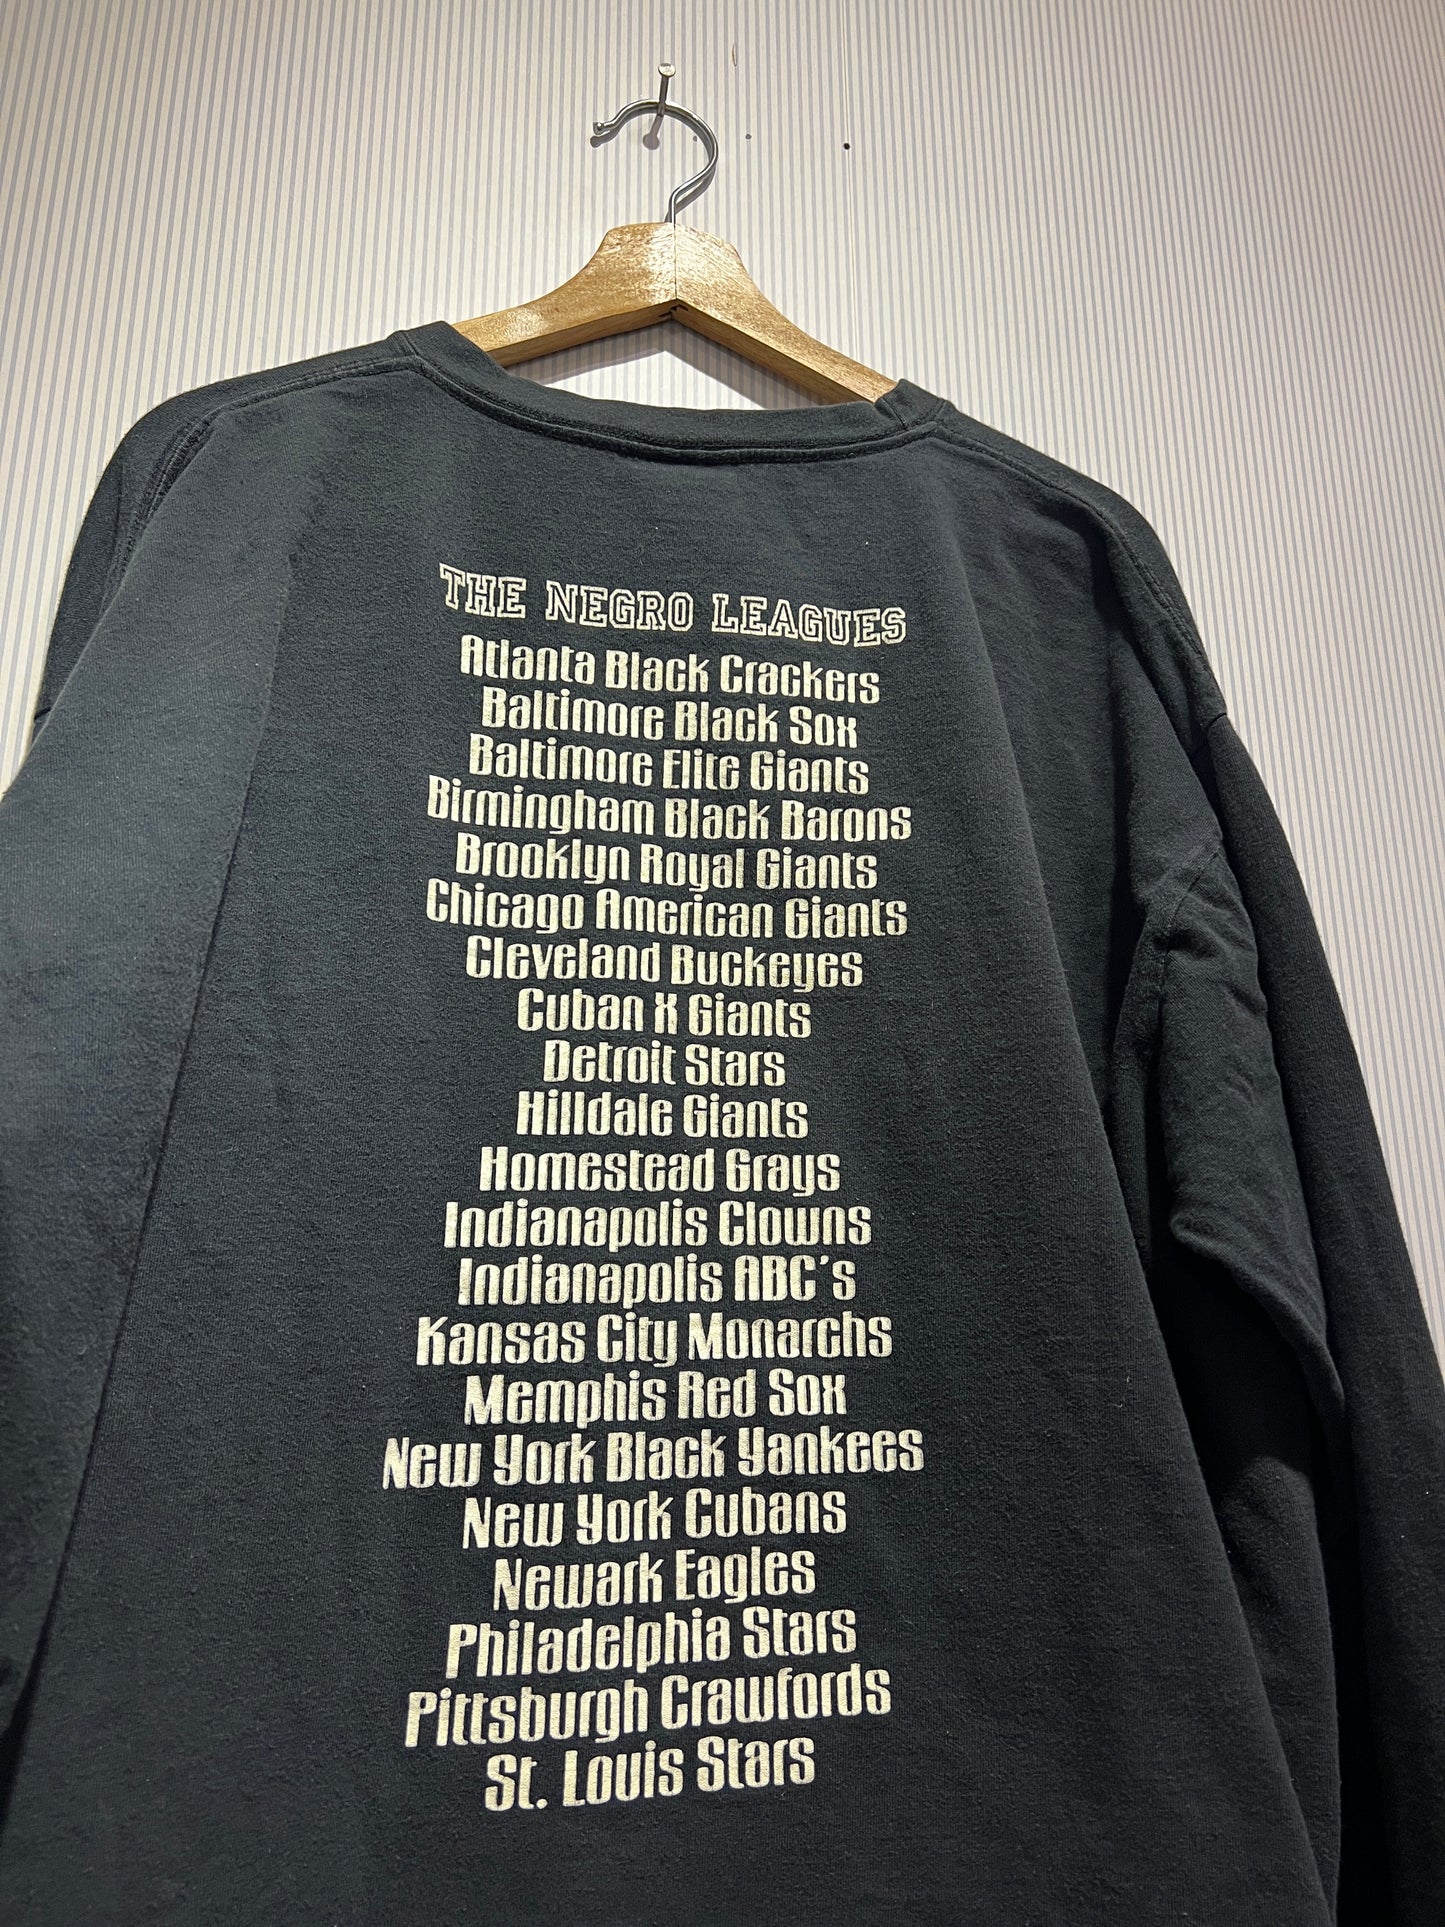 THE NEGRO LEAGUES
Atlanta Black Crackers
Baltimore Black Sox
Baltimore Elite Giants
Birmingham Black Barons
Brooklyn Royal Giants
Chicago American Giants
Cleveland Buckeyes
Cuban X Giants
Detroit Stars
Hilldale Giants
Homestead Grays
Indianapolis Clowns
Indianapolis ABC's
Kansas City Monarchs
Memphis Red Sox
New York Black Yankees
New York Cubans
Newark Eagles
Philadelphia Stars
Pittsburgh Crawfords
St. Louis Stars